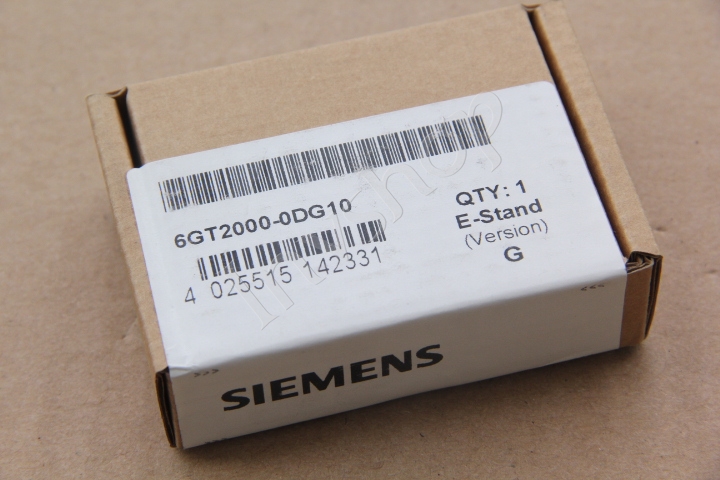 6GT2000-0DG10
4 025515 142331
QTY: 1
E-Stand
(Version)
G
>>>
<<<
SIEMENS